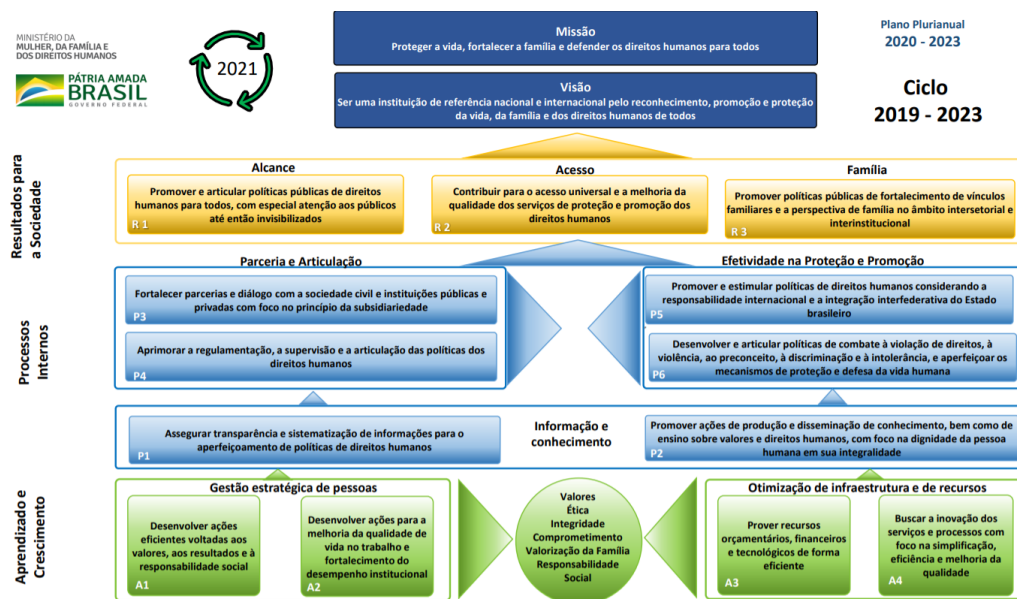 MINISTÉRIO DA
MULHER, DA FAMÍLIA E
DOS DIREITOS HUMANOS
PÁTRIA AMADA
BRASIL
GOVERNO FEDERAL
2021
Missão
Proteger a vida, fortalecer a família e defender os direitos humanos para todos
Visão
Ser uma instituição de referência nacional e internacional pelo reconhecimento, promoção e proteção
da vida, da família e dos direitos humanos de todos
Plano Plurianual
2020 - 2023
Ciclo
2019 - 2023
Resultados para
a Sociedade
Alcance
Promover e articular políticas públicas de direitos
humanos para todos, com especial atenção aos públicos
até então invisibilizados
R 1
Acesso
Contribuir para o acesso universal e a melhoria da
qualidade dos serviços de proteção e promoção dos
direitos humanos
R 2
Família
Promover políticas públicas de fortalecimento de vínculos
familiares e a perspectiva de família no âmbito intersetorial e
interinstitucional
R 3
Processos
Internos
Parceria e Articulação
Fortalecer parcerias e diálogo com a sociedade civil e instituições públicas e
privadas com foco no princípio da subsidiariedade
P3
Aprimorar a regulamentação, a supervisão e a articulação das políticas dos
direitos humanos
P4
Efetividade na Proteção e Promoção
Promover e estimular políticas de direitos humanos considerando a
responsabilidade internacional e a integração interfederativa do Estado
brasileiro
P5
Desenvolver e articular políticas de combate à violação de direitos, à
violência, ao preconceito, à discriminação e à intolerância, e aperfeiçoar os
mecanismos de proteção e defesa da vida humana
P6
Assegurar transparência e sistematização de informações para o
aperfeiçoamento de políticas de direitos humanos
P1
Informação e
conhecimento
Promover ações de produção e disseminação de conhecimento, bem como de
ensino sobre valores e direitos humanos, com foco na dignidade da pessoa
humana em sua integralidade
P2
Aprendizado e
Crescimento
Gestão estratégica de pessoas
Desenvolver ações
eficientes voltadas aos
valores, aos resultados e à
responsabilidade social
A1
Desenvolver ações para a
melhoria da qualidade de
vida no trabalho e
fortalecimento do
desempenho institucional
A2
Valores
Ética
Integridade
Comprometimento
Valorização da Família
Responsabilidade
Social
Otimização de infraestrutura e de recursos
Prover recursos
orçamentários, financeiros
e tecnológicos de forma
eficiente
A3
Buscar a inovação dos
serviços e processos com
foco na simplificação,
eficiência e melhoria da
qualidade
A4